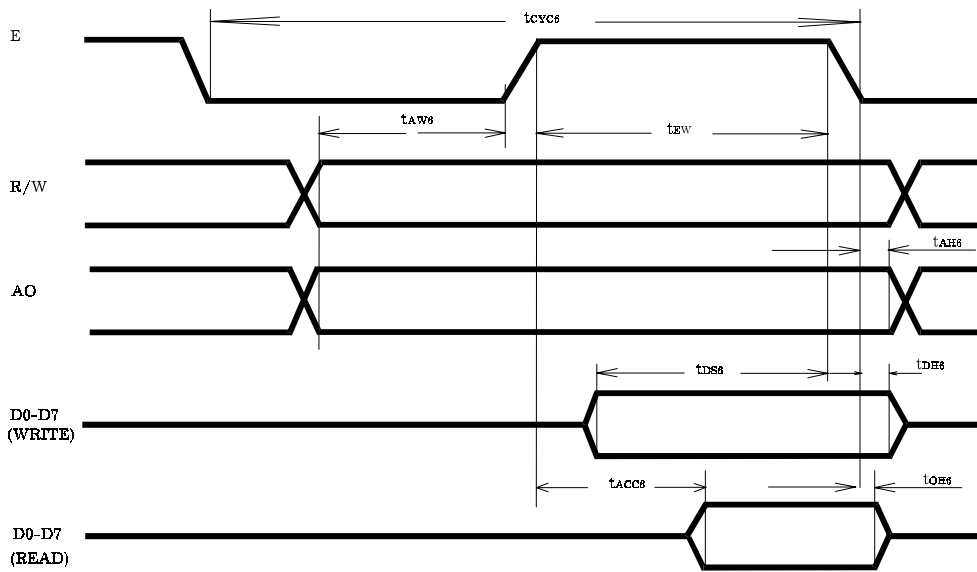 tCYC6
E
tAW6
tEW
R/W
tAH6
AO
tDS6
tDH6
D0-D7
(WRITE)
tACC6
tOH6
D0-D7
(READ)